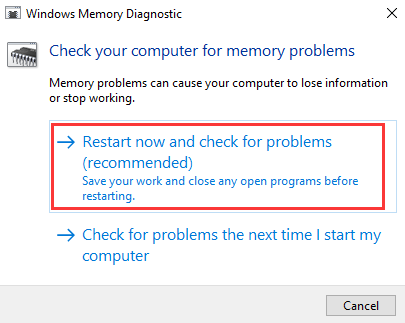 Windows Memory Diagnostic
Check your computer for memory problems
Memory problems can cause your computer to lose information
or stop working.
Restart now and check for problems
(recommended)
Save your work and close any open programs before
restarting.
Check for problems the next time I start my
computer
Cancel